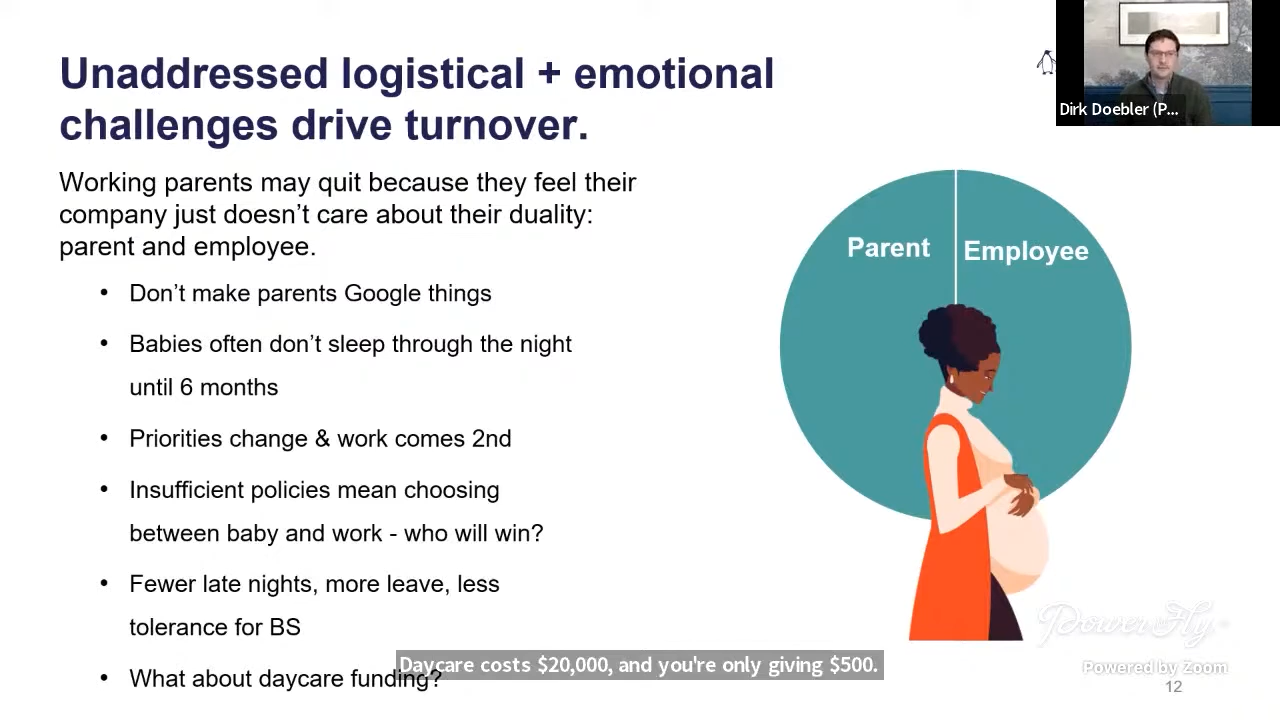 Unaddressed logistical + emotional
challenges drive turnover.
Working parents may quit because they feel their
company just doesn’t care about their duality:
parent and employee.
• Don’t make parents Google things
• Babies often don’t sleep through the night
until 6 months
• Priorities change & work comes 2nd
• Insufficient policies mean choosing
between baby and work - who will win?
• Fewer late nights, more leave, less
tolerance for BS
• What about daycare funding?
Parent
Employee
Dirk Doebler (P...
Daycare costs $20,000, and you're only giving $500.
PowerToFly
Powered by Zoom
12